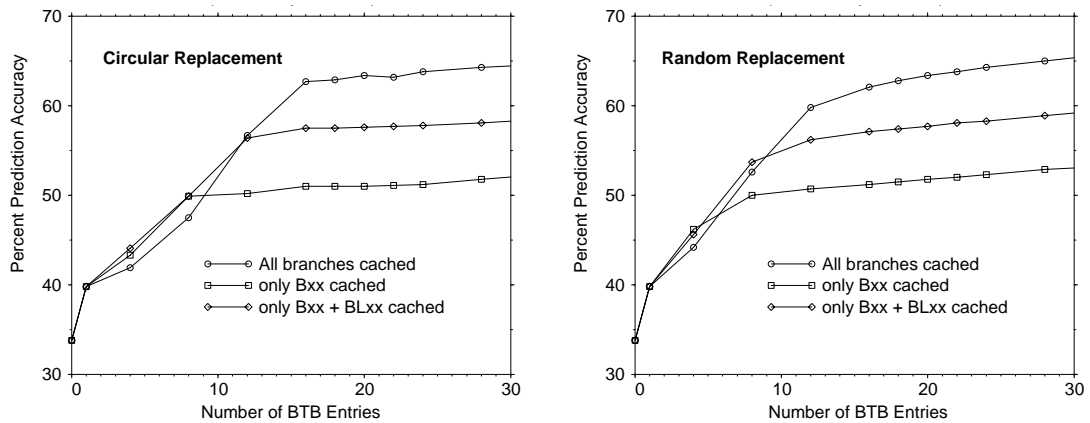 70
60
50
40
30
Percent Prediction Accuracy
Circular Replacement
All branches cached
only Bxx cached
only Bxx + BLxx cached
0
10
20
30
Number of BTB Entries
70
60
50
40
30
Percent Prediction Accuracy
Random Replacement
All branches cached
only Bxx cached
only Bxx + BLxx cached
0
10
20
30
Number of BTB Entries